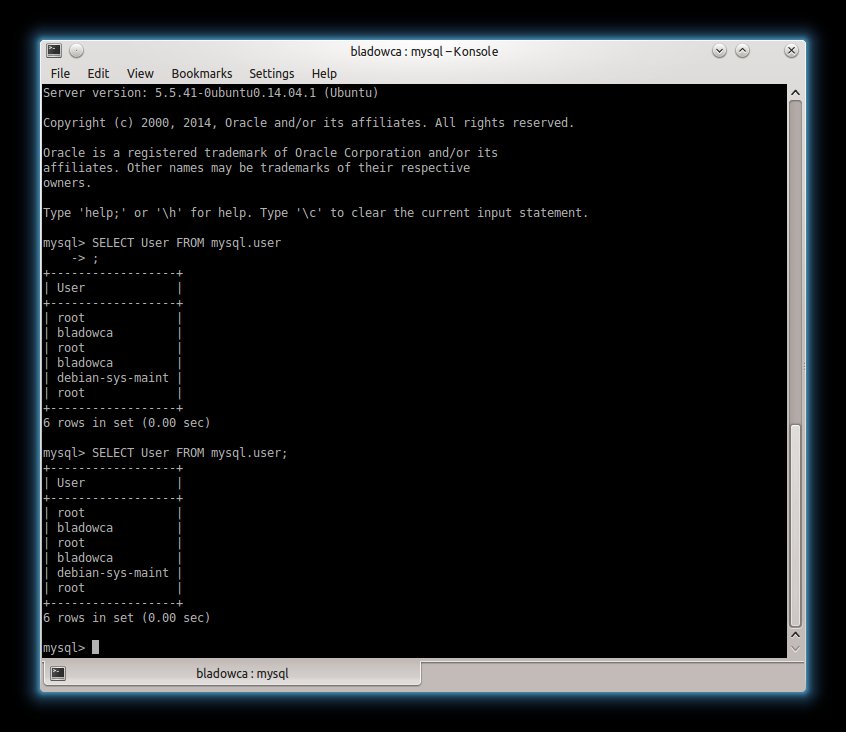 bladowca : mysql – Konsole
File Edit View Bookmarks Settings Help
Server version: 5.5.41-0ubuntu0.14.04.1 (Ubuntu)
Copyright (c) 2000, 2014, Oracle and/or its affiliates. All rights reserved.
Oracle is a registered trademark of Oracle Corporation and/or its
affiliates. Other names may be trademarks of their respective
owners.
Type 'help;' or '\h' for help. Type '\c' to clear the current input statement.
mysql> SELECT User FROM mysql.user
    -> ;
+------------------+
| User             |
+------------------+
| root             |
| bladowca         |
| root             |
| bladowca         |
| debian-sys-maint |
| root             |
+------------------+
6 rows in set (0.00 sec)
mysql> SELECT User FROM mysql.user;
+------------------+
| User             |
+------------------+
| root             |
| bladowca         |
| root             |
| bladowca         |
| debian-sys-maint |
| root             |
+------------------+
6 rows in set (0.00 sec)
mysql>
bladowca : mysql